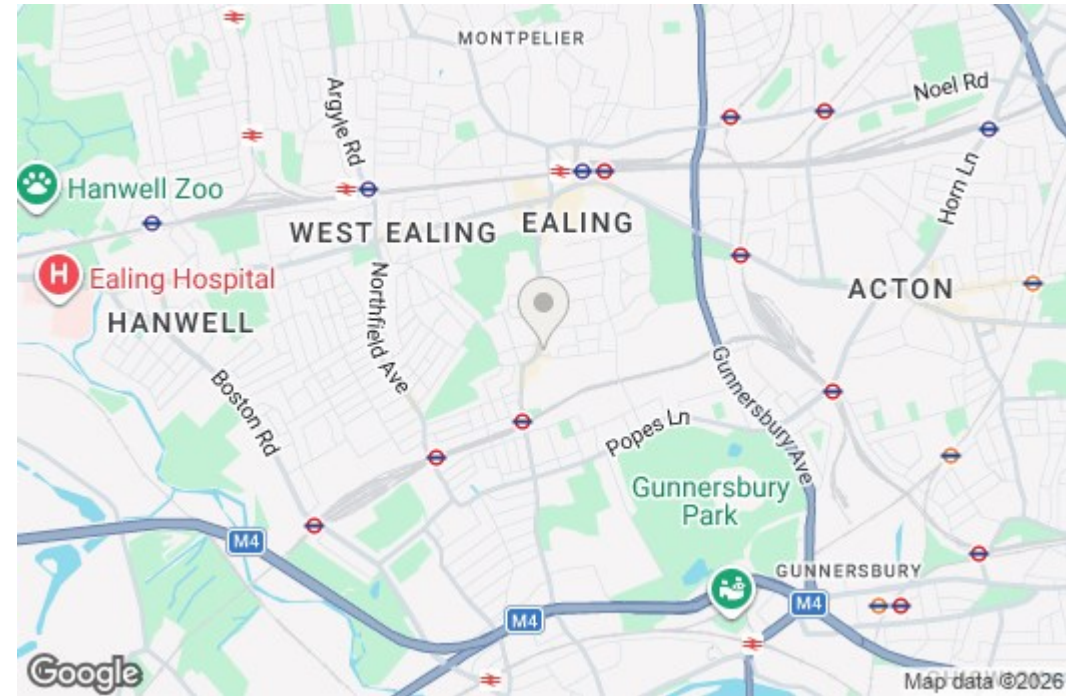 MONTPELIER
Argyle Rd
Noel Rd
Horn Ln
Hanwell Zoo
WEST EALING
EALING
H
Ealing Hospital
ACTON
HANWELL
Northfield Ave
Gunnersbury Ave
Boston Rd
Popes Ln
Gunnersbury
Park
M4
GUNNERSBURY
M4
M4
Google
Map data ©2026